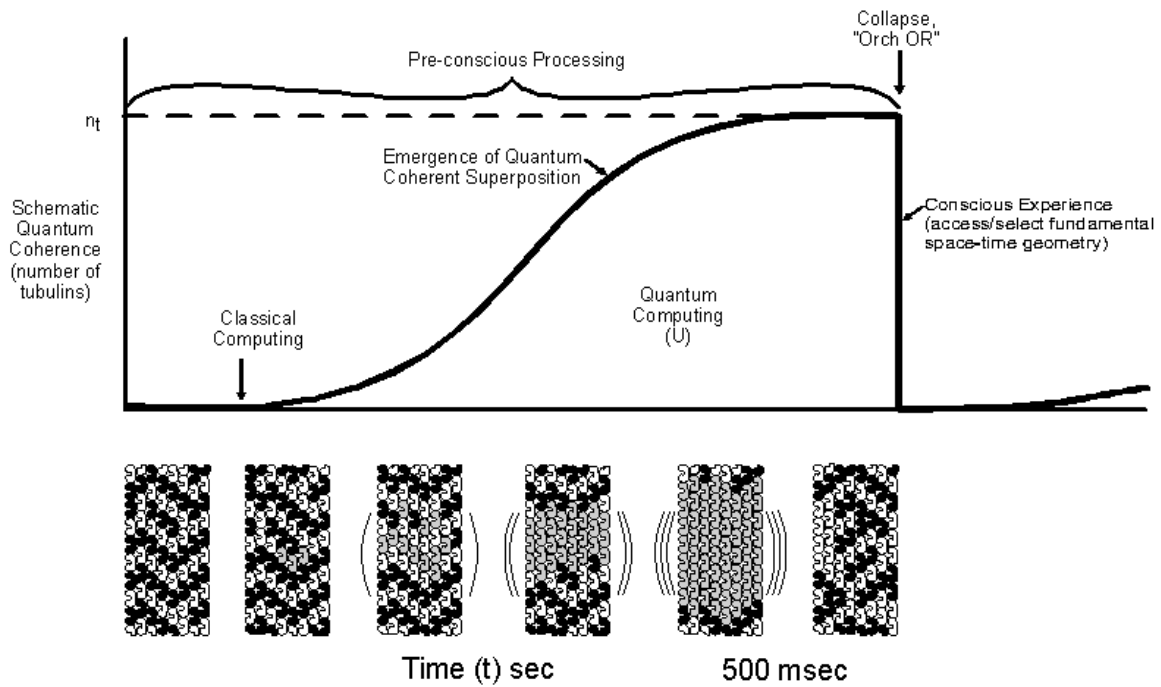 Collapse,
"Orch OR"
Pre-conscious Processing
nt
Emergence of Quantum
Coherent Superposition
Schematic
Quantum
Coherence
(number of
tubulins)
Conscious Experience
(access/select fundamental
space-time geometry)
Classical
Computing
Quantum
Computing
(U)
Time (t) sec
500 msec